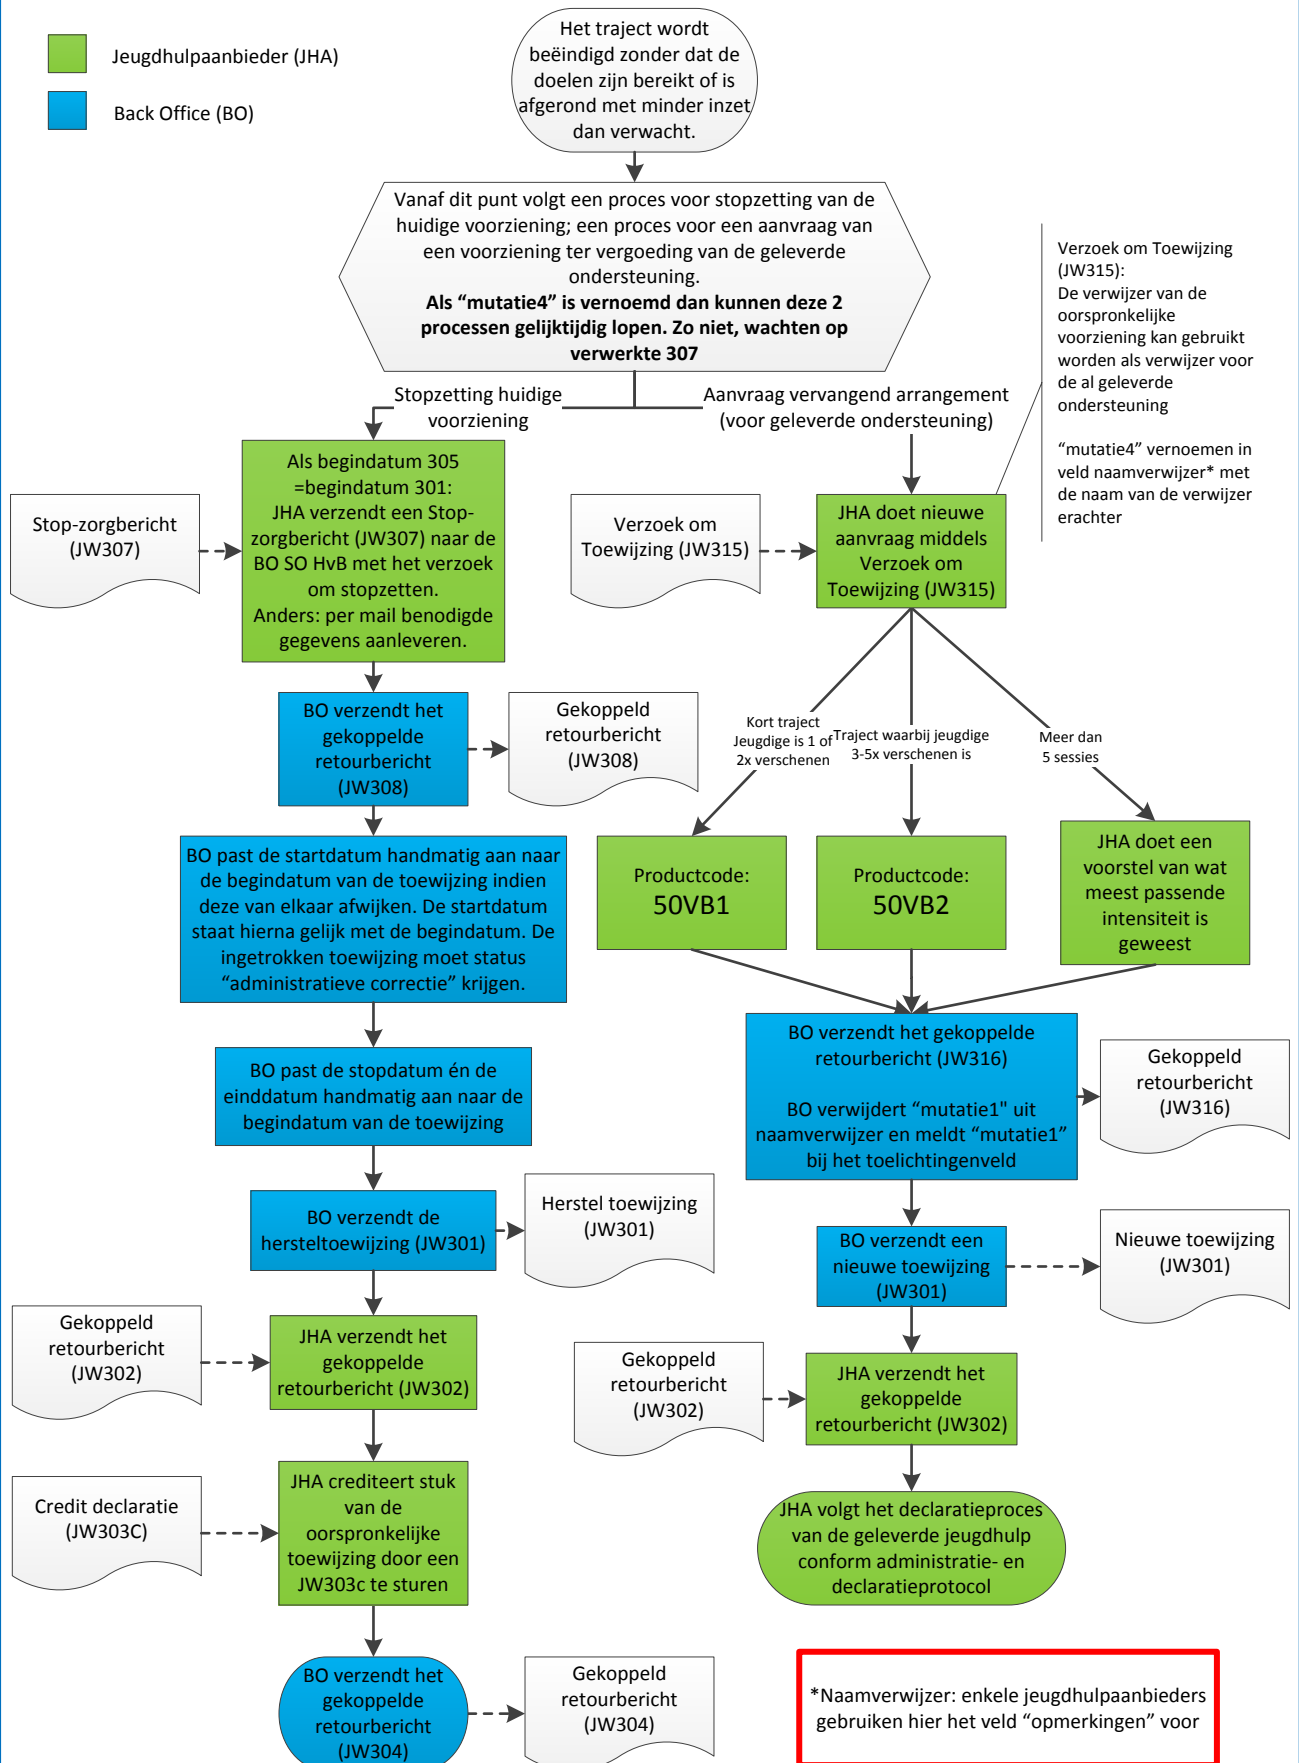 Jeugdhulpaanbieder (JHA)
Back Office (BO)
Het traject wordt
beëindigd zonder dat de
doelen zijn bereikt of is
afgerond met minder inzet
dan verwacht.
Vanaf dit punt volgt een proces voor stopzetting van de
huidige voorziening; een proces voor een aanvraag van
een voorziening ter vergoeding van de geleverde
ondersteuning.
Als “mutatie4” is vernoemd dan kunnen deze 2
processen gelijktijdig lopen. Zo niet, wachten op
verwerkte 307
Verzoek om Toewijzing
(JW315):
De verwijzer van de
oorspronkelijke
voorziening kan gebruikt
worden als verwijzer voor
de al geleverde
ondersteuning
“mutatie4” vernoemen in
veld naamverwijzer* met
de naam van de verwijzer
erachter
Stopzetting huidige
voorziening
Aanvraag vervangend arrangement
(voor geleverde ondersteuning)
Stop-zorgbericht
(JW307)
Als begindatum 305
=begindatum 301:
JHA verzendt een Stop-
zorgbericht (JW307) naar de
BO SO HvB met het verzoek
om stopzetten.
Anders: per mail benodigde
gegevens aanleveren.
Verzoek om
Toewijzing (JW315)
JHA doet nieuwe
aanvraag middels
Verzoek om
Toewijzing (JW315)
BO verzendt het
gekoppelde
retourbericht
(JW308)
Gekoppeld
retourbericht
(JW308)
Kort traject
Jeugdige is 1 of
2x verschenen
Traject waarbij jeugdige
3-5x verschenen is
Meer dan
5 sessies
BO past de startdatum handmatig aan naar
de begindatum van de toewijzing indien
deze van elkaar afwijken. De startdatum
staat hierna gelijk met de begindatum. De
ingetrokken toewijzing moet status
“administratieve correctie” krijgen.
Productcode:
50VB1
Productcode:
50VB2
JHA doet een
voorstel van wat
meest passende
intensiteit is
geweest
BO past de stopdatum én de
einddatum handmatig aan naar de
begindatum van de toewijzing
BO verzendt het gekoppelde
retourbericht (JW316)
BO verwijdert “mutatie1" uit
naamverwijzer en meldt “mutatie1”
bij het toelichtingenveld
Gekoppeld
retourbericht
(JW316)
BO verzendt de
hersteltoewijzing (JW301)
Herstel toewijzing
(JW301)
BO verzendt een
nieuwe toewijzing
(JW301)
Nieuwe toewijzing
(JW301)
Gekoppeld
retourbericht
(JW302)
JHA verzendt het
gekoppelde
retourbericht (JW302)
Gekoppeld
retourbericht
(JW302)
JHA verzendt het
gekoppelde
retourbericht (JW302)
Credit declaratie
(JW303C)
JHA crediteert stuk
van de
oorspronkelijke
toewijzing door een
JW303c te sturen
JHA volgt het declaratieproces
van de geleverde jeugdhulp
conform administratie- en
declaratieprotocol
BO verzendt het
gekoppelde
retourbericht
(JW304)
Gekoppeld
retourbericht
(JW304)
*Naamverwijzer: enkele jeugdhulpaanbieders
gebruiken hier het veld “opmerkingen” voor